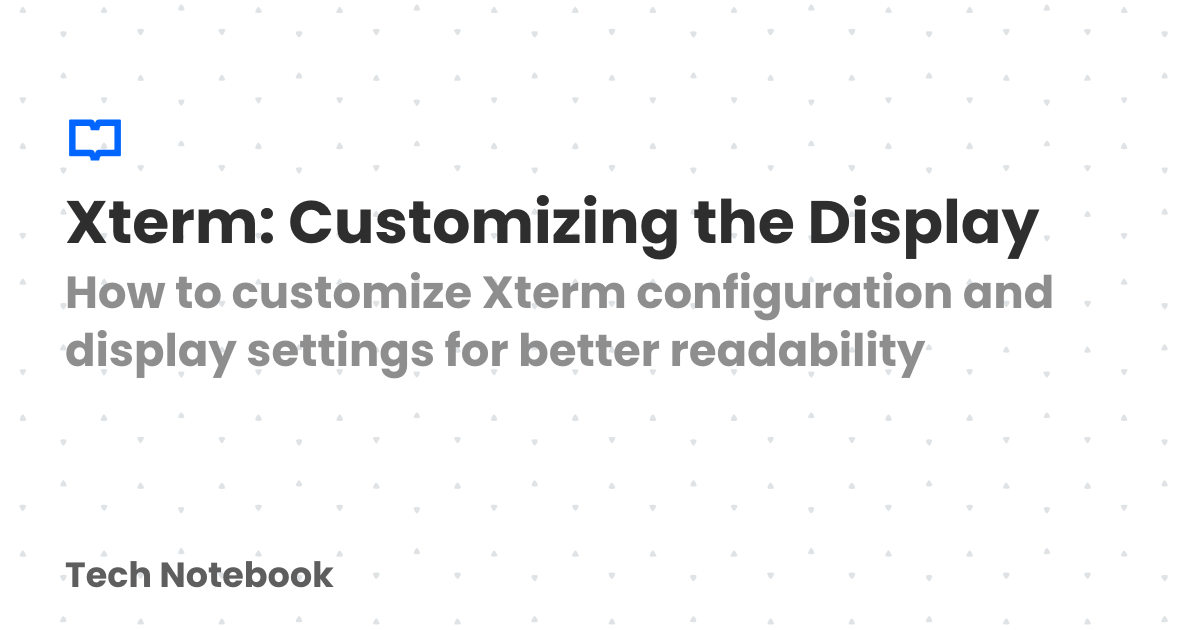 Xterm: Customizing the Display
How to customize Xterm configuration and
display settings for better readability
Tech Notebook